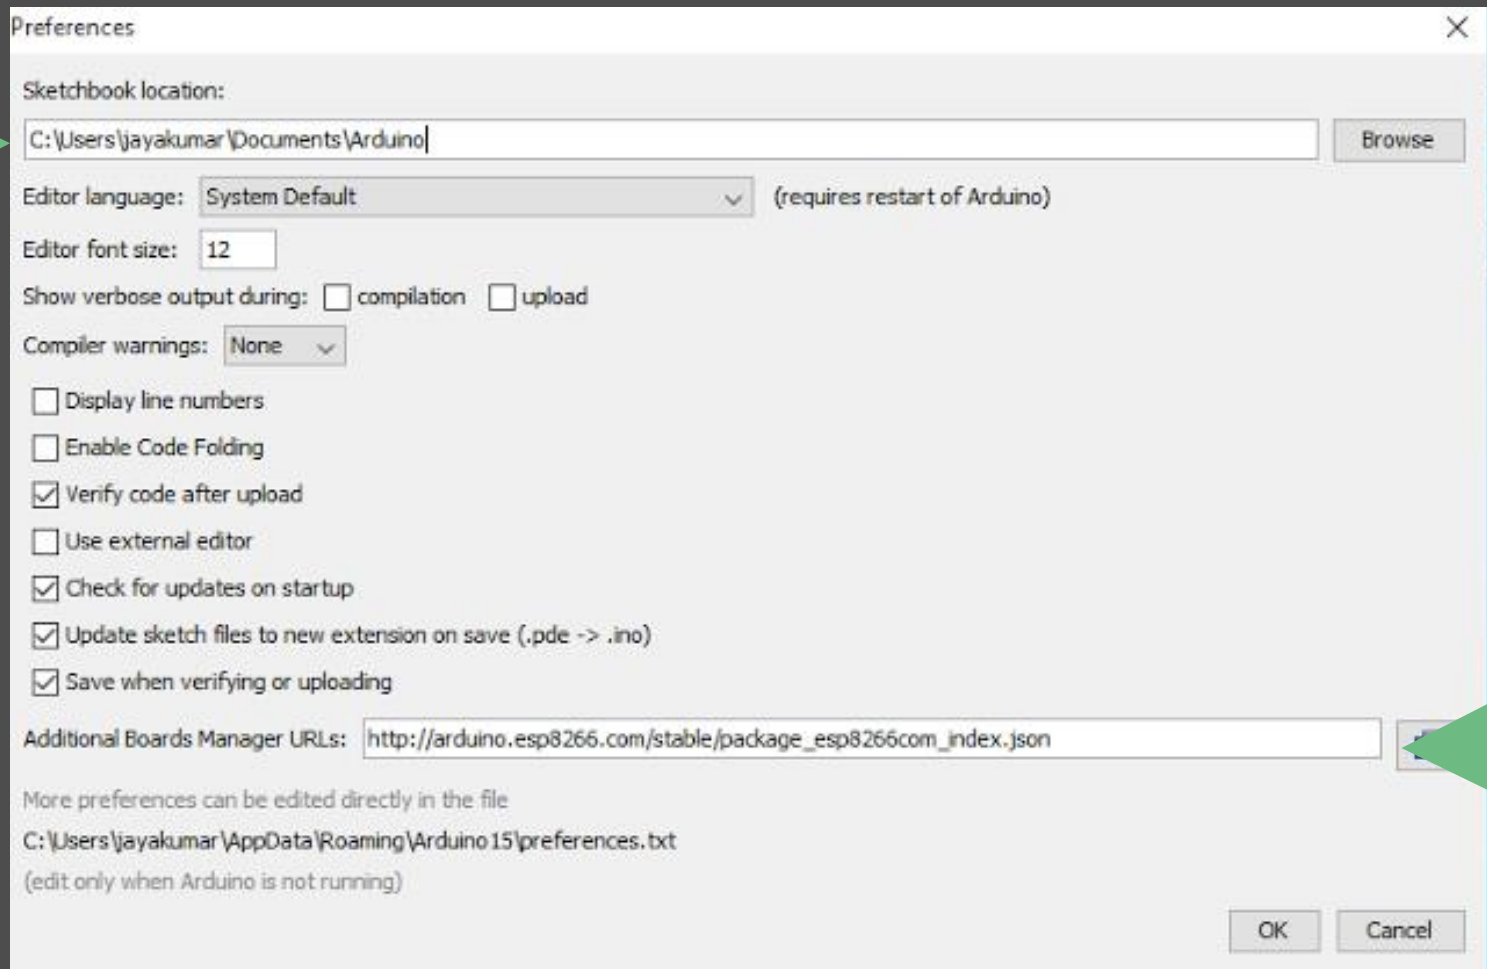 Preferences
Sketchbook location:
C:\Users\jayakumar\Documents\Arduino
Browse
Editor language: System Default (requires restart of Arduino)
Editor font size: 12
Show verbose output during: compilation upload
Compiler warnings: None
Display line numbers
Enable Code Folding
Verify code after upload
Use external editor
Check for updates on startup
Update sketch files to new extension on save (.pde -> .ino)
Save when verifying or uploading
Additional Boards Manager URLs: http://arduino.esp8266.com/stable/package_esp8266com_index.json
More preferences can be edited directly in the file
C:\Users\jayakumar\AppData\Roaming\Arduino15\preferences.txt
(edit only when Arduino is not running)
OK Cancel